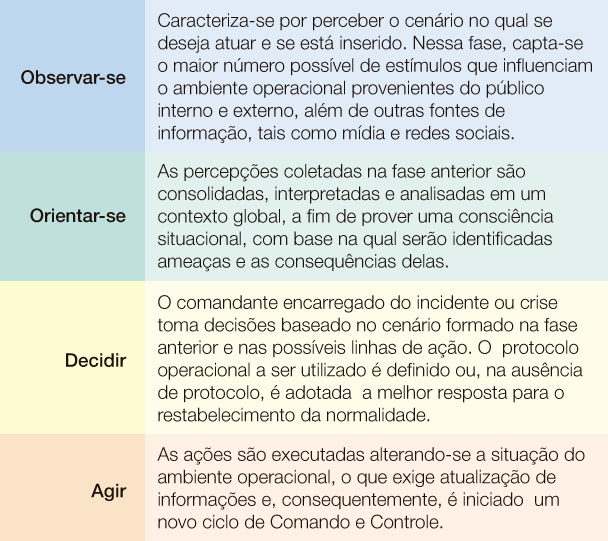 Observar-se
Caracteriza-se por perceber o cenário no qual se
deseja atuar e se está inserido. Nessa fase, capta-se
o maior número possível de estímulos que influenciam
o ambiente operacional provenientes do público
interno e externo, além de outras fontes de
informação, tais como mídia e redes sociais.
Orientar-se
As percepções coletadas na fase anterior são
consolidadas, interpretadas e analisadas em um
contexto global, a fim de prover uma consciência
situacional, com base na qual serão identificadas
ameaças e as consequências delas.
Decidir
O comandante encarregado do incidente ou crise
toma decisões baseado no cenário formado na fase
anterior e nas possíveis linhas de ação. O protocolo
operacional a ser utilizado é definido ou, na ausência
de protocolo, é adotada a melhor resposta para o
restabelecimento da normalidade.
Agir
As ações são executadas alterando-se a situação do
ambiente operacional, o que exige atualização de
informações e, consequentemente, é iniciado um
novo ciclo de Comando e Controle.